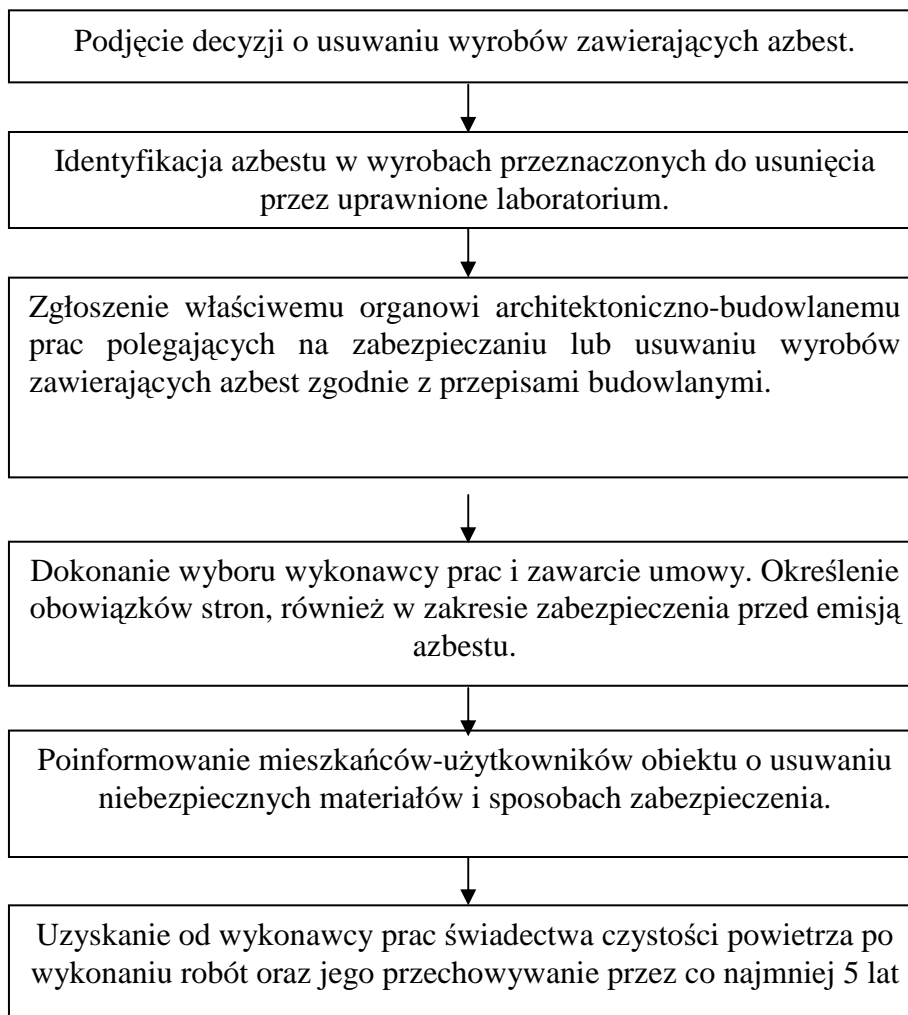 Podjęcie decyzji o usuwaniu wyrobów zawierających azbest.
Identyfikacja azbestu w wyrobach przeznaczonych do usunięcia
przez uprawnione laboratorium.
Zgłoszenie właściwemu organowi architektoniczno-budowlanemu
prac polegających na zabezpieczaniu lub usuwaniu wyrobów
zawierających azbest zgodnie z przepisami budowlanymi.
Dokonanie wyboru wykonawcy prac i zawarcie umowy. Określenie
obowiązków stron, również w zakresie zabezpieczenia przed emisją
azbestu.
Poinformowanie mieszkańców-użytkowników obiektu o usuwaniu
niebezpiecznych materiałów i sposobach zabezpieczenia.
Uzyskanie od wykonawcy prac świadectwa czystości powietrza po
wykonaniu robót oraz jego przechowywanie przez co najmniej 5 lat